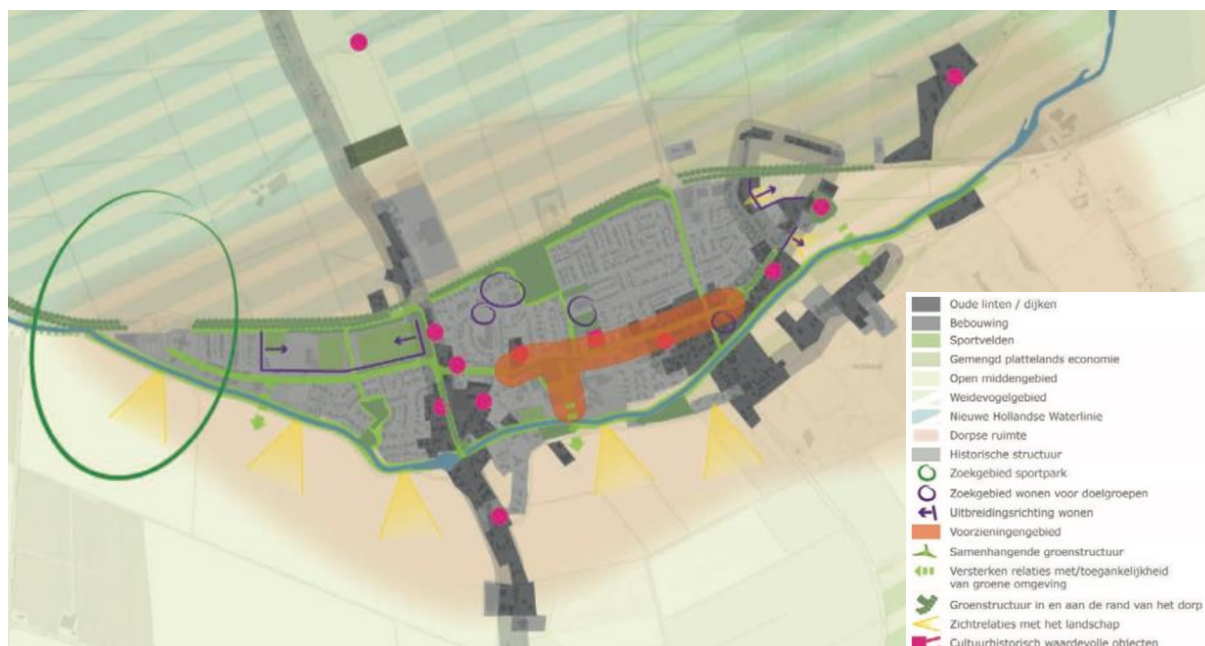 Oude linten / dijken
Bebouwing
Sportvelden
Gemengd plattelands economie
Open middengebied
Weidevogelgebied
Nieuwe Hollandse Waterlinie
Dorpse ruimte
Historische structuur
Zoekgebied sportpark
Zoekgebied wonen voor doelgroepen
Uitbreidingsrichting wonen
Voorzieningengebied
Samenhangende groenstructuur
Versterken relaties met/toegankelijkheid
van groene omgeving
Groenstructuur in en aan de rand van het dorp
Zichtrelaties met het landschap
Cultuurhistorisch waardevolle objecten